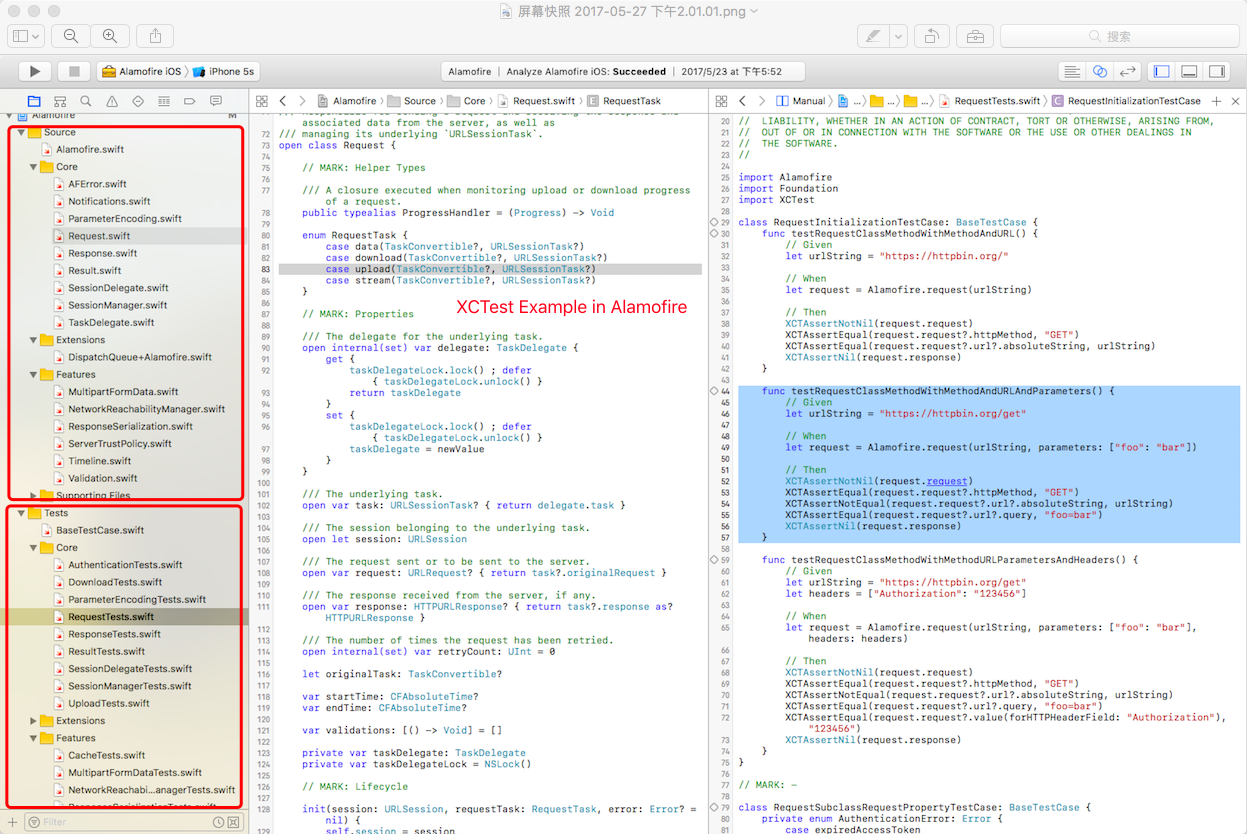 屏幕快照 2017-05-27 下午2.01.01.png
搜索
Alamofire iOS 〉 iPhone 5s
Alamofire | Analyze Alamofire iOS: Succeeded | 2017/5/23 at 下午5:52
Alamofire
M
Source
Alamofire.swift
Core
AFError.swift
Notifications.swift
ParameterEncoding.swift
Request.swift
Response.swift
Result.swift
SessionDelegate.swift
SessionManager.swift
TaskDelegate.swift
Extensions
DispatchQueue+Alamofire.swift
Features
MultipartFormData.swift
NetworkReachabilityManager.swift
ResponseSerialization.swift
ServerTrustPolicy.swift
Timeline.swift
Validation.swift
Supporting Files
Tests
BaseTestCase.swift
Core
AuthenticationTests.swift
DownloadTests.swift
ParameterEncodingTests.swift
RequestTests.swift
ResponseTests.swift
ResultTests.swift
SessionDelegateTests.swift
SessionManagerTests.swift
UploadTests.swift
Extensions
Features
CacheTests.swift
MultipartFormDataTests.swift
NetworkReachabi...anagerTests.swift
ResponseSerializationTests.swift
Filter
Alamofire 〉 Source 〉 Core 〉 Request.swift 〉 E RequestTask
associated data from the server, as well as
72 /// managing its underlying `URLSessionTask`.
73 open class Request {
74
75 // MARK: Helper Types
76
77 /// A closure executed when monitoring upload or download progress
of a request.
78 public typealias ProgressHandler = (Progress) -> Void
79
80 enum RequestTask {
81 case data(TaskConvertible?, URLSessionTask?)
82 case download(TaskConvertible?, URLSessionTask?)
83 case upload(TaskConvertible?, URLSessionTask?)
84 case stream(TaskConvertible?, URLSessionTask?)
85 }
86
XCTest Example in Alamofire
87 // MARK: Properties
88
89 /// The delegate for the underlying task.
90 open internal(set) var delegate: TaskDelegate {
91 get {
92 taskDelegateLock.lock() ; defer
{ taskDelegateLock.unlock() }
93 return taskDelegate
94 }
95 set {
96 taskDelegateLock.lock() ; defer
{ taskDelegateLock.unlock() }
97 taskDelegate = newValue
98 }
99 }
100
101 /// The underlying task.
102 open var task: URLSessionTask? { return delegate.task }
103
104 /// The session belonging to the underlying task.
105 open let session: URLSession
106
107 /// The request sent or to be sent to the server.
108 open var request: URLRequest? { return task?.originalRequest }
109
110 /// The response received from the server, if any.
111 open var response: HTTPURLResponse? { return task?.response as?
HTTPURLResponse }
112
113 /// The number of times the request has been retried.
114 open internal(set) var retryCount: UInt = 0
115
116 let originalTask: TaskConvertible?
117
118 var startTime: CFAbsoluteTime?
119 var endTime: CFAbsoluteTime?
120
121 var validations: [() -> Void] = []
122
123 private var taskDelegate: TaskDelegate
124 private var taskDelegateLock = NSLock()
125
126 // MARK: Lifecycle
127
128 init(session: URLSession, requestTask: RequestTask, error: Error? =
nil) {
129 self.session = session
Manual 〉 ... 〉 ... 〉 ... 〉 RequestTests.swift 〉 C RequestInitializationTestCase
20 // LIABILITY, WHETHER IN AN ACTION OF CONTRACT, TORT OR OTHERWISE, ARISING FROM,
21 // OUT OF OR IN CONNECTION WITH THE SOFTWARE OR THE USE OR OTHER DEALINGS IN
22 // THE SOFTWARE.
23 //
24
25 import Alamofire
26 import Foundation
27 import XCTest
28
29 class RequestInitializationTestCase: BaseTestCase {
30 func testRequestClassMethodWithMethodAndURL() {
31 // Given
32 let urlString = "https://httpbin.org/"
33
34 // When
35 let request = Alamofire.request(urlString)
36
37 // Then
38 XCTAssertNotNil(request.request)
39 XCTAssertEqual(request.request?.httpMethod, "GET")
40 XCTAssertEqual(request.request?.url?.absoluteString, urlString)
41 XCTAssertNil(request.response)
42 }
43
44 func testRequestClassMethodWithMethodAndURLAndParameters() {
45 // Given
46 let urlString = "https://httpbin.org/get"
47
48 // When
49 let request = Alamofire.request(urlString, parameters: ["foo": "bar"])
50
51 // Then
52 XCTAssertNotNil(request.request)
53 XCTAssertEqual(request.request?.httpMethod, "GET")
54 XCTAssertNotEqual(request.request?.url?.absoluteString, urlString)
55 XCTAssertEqual(request.request?.url?.query, "foo=bar")
56 XCTAssertNil(request.response)
57 }
58
59 func testRequestClassMethodWithMethodURLParametersAndHeaders() {
60 // Given
61 let urlString = "https://httpbin.org/get"
62 let headers = ["Authorization": "123456"]
63
64 // When
65 let request = Alamofire.request(urlString, parameters: ["foo": "bar"],
headers: headers)
66
67 // Then
68 XCTAssertNotNil(request.request)
69 XCTAssertEqual(request.request?.httpMethod, "GET")
70 XCTAssertNotEqual(request.request?.url?.absoluteString, urlString)
71 XCTAssertEqual(request.request?.url?.query, "foo=bar")
72 XCTAssertEqual(request.request?.value(forHTTPHeaderField: "Authorization"),
"123456")
73 XCTAssertNil(request.response)
74 }
75 }
76
77 // MARK: -
78
79 class RequestSubclassRequestPropertyTestCase: BaseTestCase {
80 private enum AuthenticationError: Error {
81 case expiredAccessToken